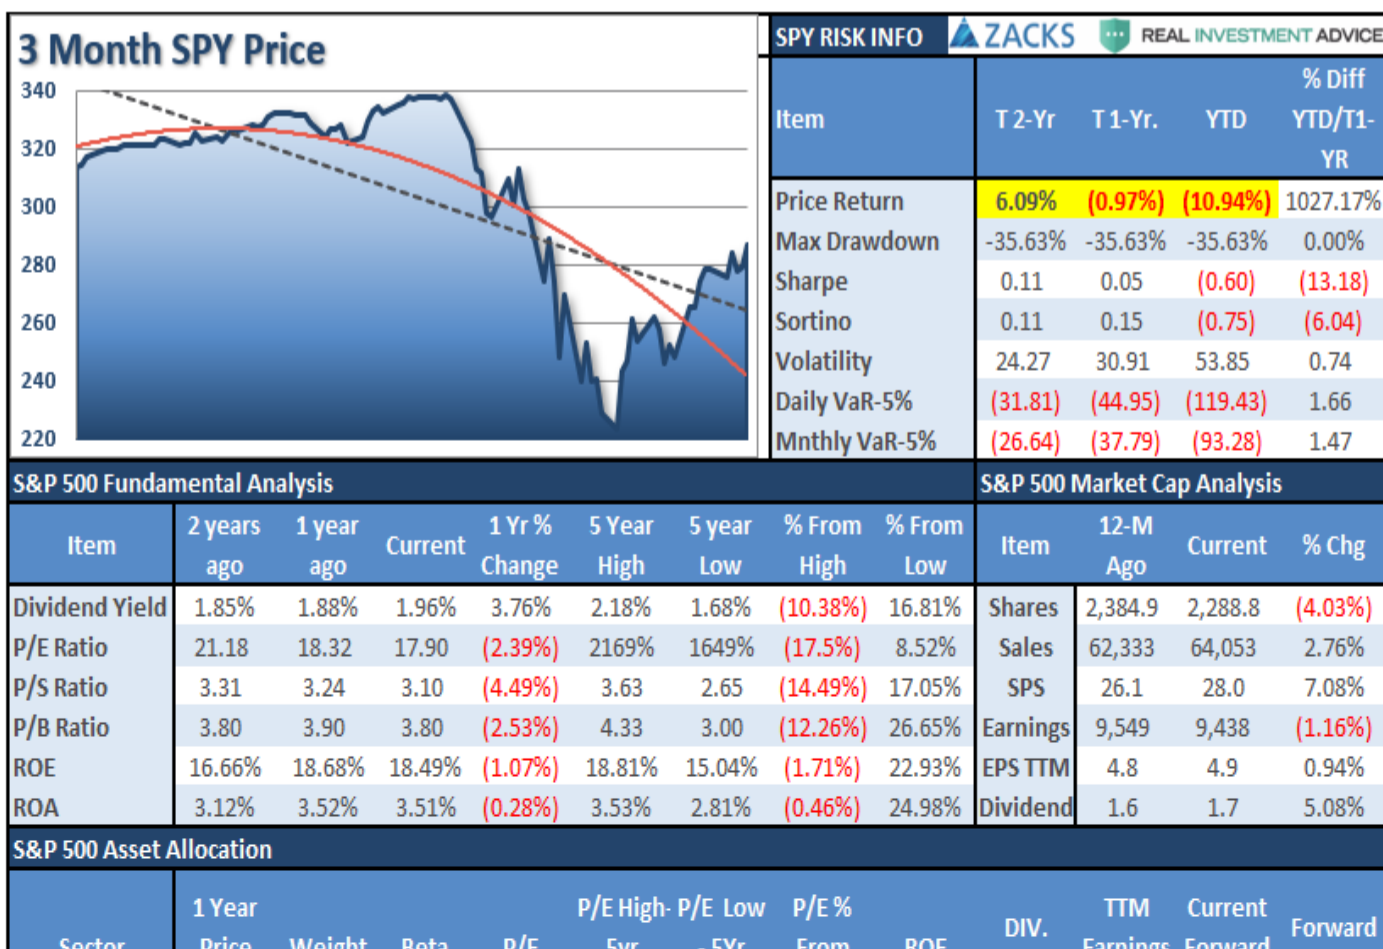 3 Month SPY Price
340
320
300
280
260
240
220
SPY RISK INFO ZACKS REAL INVESTMENT ADVICE
Item T 2-Yr T 1-Yr. YTD % Diff YTD/T1-YR
Price Return 6.09% (0.97%) (10.94%) 1027.17%
Max Drawdown -35.63% -35.63% -35.63% 0.00%
Sharpe 0.11 0.05 (0.60) (13.18)
Sortino 0.11 0.15 (0.75) (6.04)
Volatility 24.27 30.91 53.85 0.74
Daily VaR-5% (31.81) (44.95) (119.43) 1.66
Mnthly VaR-5% (26.64) (37.79) (93.28) 1.47
S&P 500 Fundamental Analysis
Item 2 years ago 1 year ago Current 1 Yr % Change 5 Year High 5 year Low % From High % From Low
Dividend Yield 1.85% 1.88% 1.96% 3.76% 2.18% 1.68% (10.38%) 16.81%
P/E Ratio 21.18 18.32 17.90 (2.39%) 2169% 1649% (17.5%) 8.52%
P/S Ratio 3.31 3.24 3.10 (4.49%) 3.63 2.65 (14.49%) 17.05%
P/B Ratio 3.80 3.90 3.80 (2.53%) 4.33 3.00 (12.26%) 26.65%
ROE 16.66% 18.68% 18.49% (1.07%) 18.81% 15.04% (1.71%) 22.93%
ROA 3.12% 3.52% 3.51% (0.28%) 3.53% 2.81% (0.46%) 24.98%
S&P 500 Market Cap Analysis
Item 12-M Ago Current % Chg
Shares 2,384.9 2,288.8 (4.03%)
Sales 62,333 64,053 2.76%
SPS 26.1 28.0 7.08%
Earnings 9,549 9,438 (1.16%)
EPS TTM 4.8 4.9 0.94%
Dividend 1.6 1.7 5.08%
S&P 500 Asset Allocation
1 Year P/E High- P/E Low P/E % TTM Current
DIV. Forward
Sector Price Weight Beta P/E 5yr - 5Yr From ROE Earnings Forward